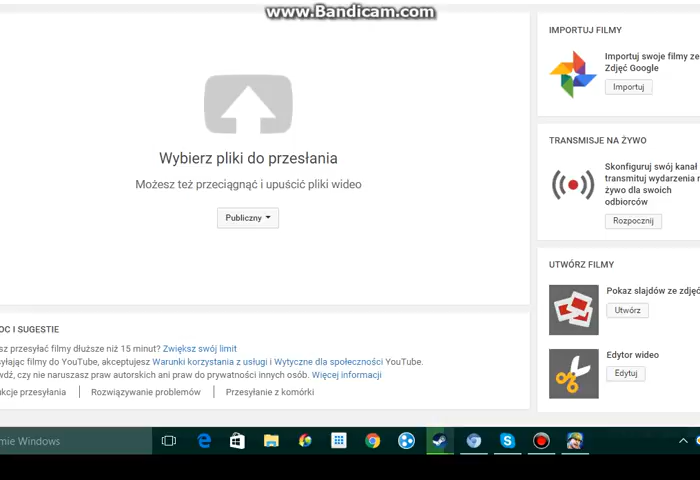 www.Bandicam.com
Wybierz pliki do przesłania
Możesz też przeciągnąć i upuścić pliki wideo
Publiczny
IMPORTUJ FILMY
Importuj swoje filmy ze
Zdjęć Google
Importuj
TRANSMISJE NA ŻYWO
Skonfiguruj swój kanał
transmituj wydarzenia n
żywo dla swoich
odbiorców
Rozpocznij
UTWÓRZ FILMY
Pokaz slajdów ze zdjęć
Utwórz
Edytor wideo
Edytuj
OC I SUGESTIE
sz przesyłać filmy dłuższe niż 15 minut? Zwiększ swój limit
syłając filmy do YouTube, akceptujesz Warunki korzystania z usługi i Wytyczne dla społeczności YouTube.
wdź, czy nie naruszasz praw autorskich ani praw do prywatności innych osób. Więcej informacji
ukcje przesyłania
Rozwiązywanie problemów
Przesyłanie z komórki
mie Windows